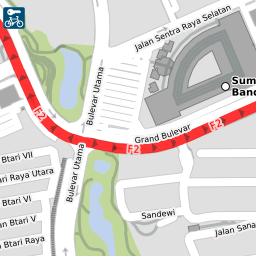 Jalan Sentra Raya Selatan
Bulevar Utama
Sum
Band
F2
F2
Grand Bulevar
F2
Btari VII
tari Raya Utara
Btari VI
n Btari V
n Btari Raya
Bulevar Utama
Sandewi
Jalan Sana